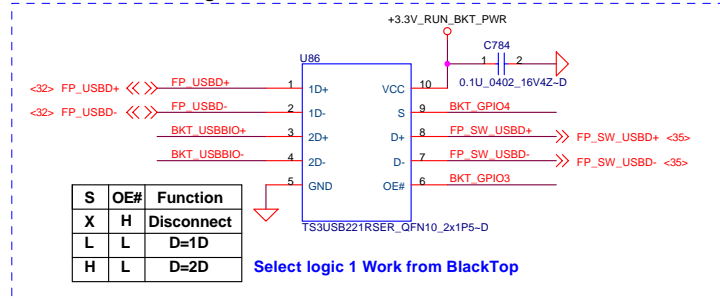 +3.3V_RUN_BKT_PWR
U86
C784
1 2
0.1U_0402_16V4Z~D
<32> FP_USBD+ FP_USBD+ 1 1D+ VCC 10
<32> FP_USBD- FP_USBD- 2 1D- S 9 BKT_GPIO4
BKT_USBBIO+ 3 2D+ D+ 8 FP_SW_USBD+ FP_SW_USBD+ <35>
BKT_USBBIO- 4 2D- D- 7 FP_SW_USBD- FP_SW_USBD- <35>
5 GND OE# 6 BKT_GPIO3
TS3USB221RSER_QFN10_2x1P5~D
S OE# Function
X H Disconnect
L L D=1D
H L D=2D
Select logic 1 Work from BlackTop